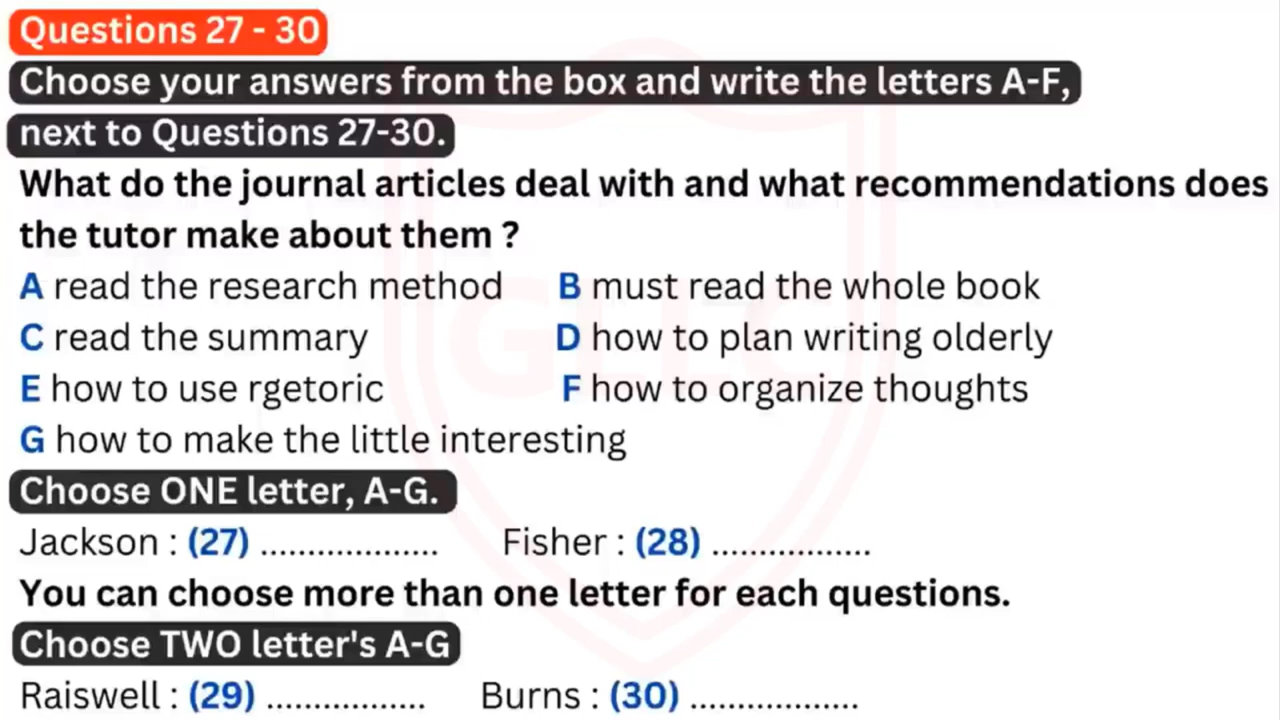 Questions 27 - 30
Choose your answers from the box and write the letters A-F,
next to Questions 27-30.
What do the journal articles deal with and what recommendations does
the tutor make about them ?
A read the research method B must read the whole book
C read the summary D how to plan writing olderly
E how to use rgetoric F how to organize thoughts
G how to make the little interesting
Choose ONE letter, A-G.
Jackson : (27) ................... Fisher : (28) .................
You can choose more than one letter for each questions.
Choose TWO letter's A-G
Raiswell : (29) ................. Burns : (30) ..................